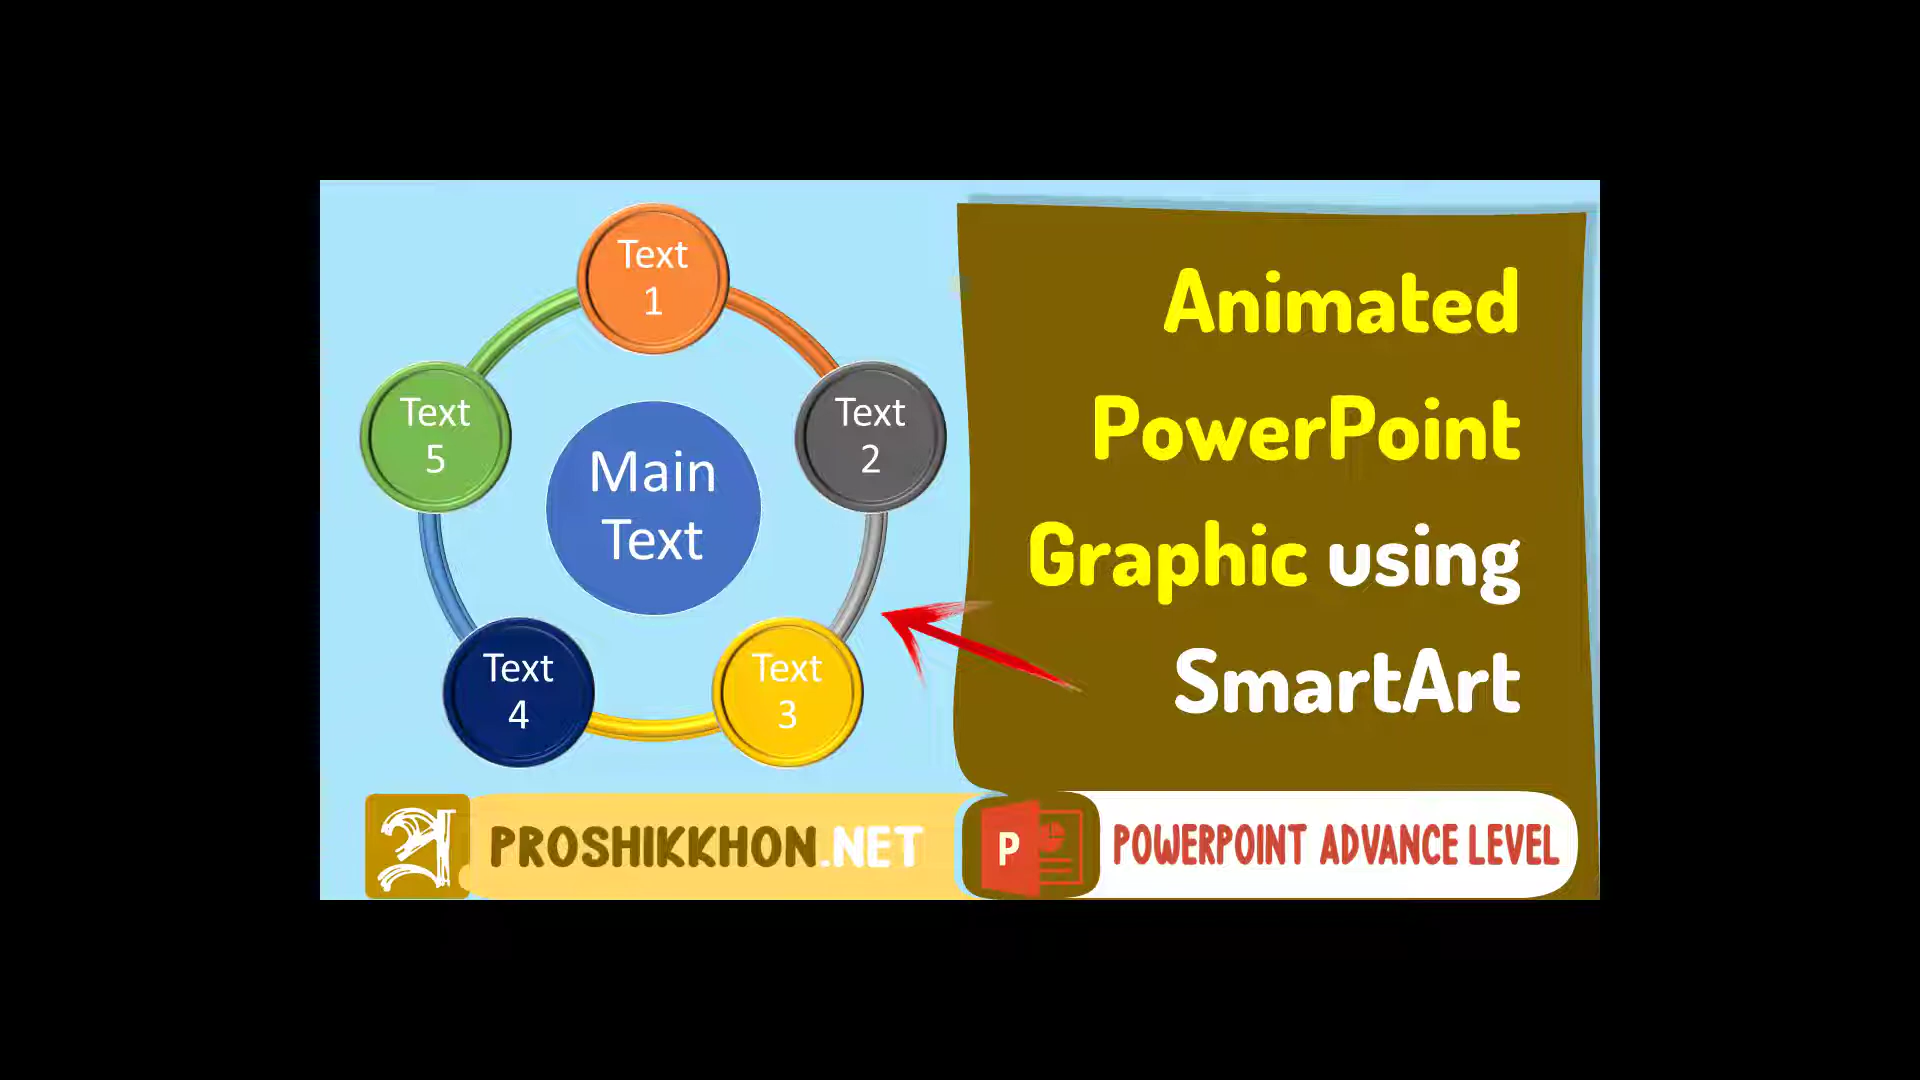 Text
1
Text
2
Text
3
Text
4
Text
5
Main
Text
Animated
PowerPoint
Graphic using
SmartArt
প্র
PROSHIKKHON.NET
P
POWERPOINT ADVANCE LEVEL